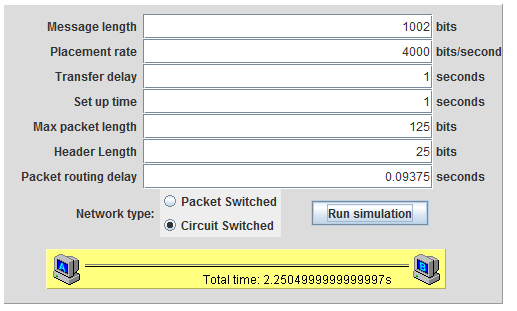 Message length 1002 bits
Placement rate 4000 bits/second
Transfer delay 1 seconds
Set up time 1 seconds
Max packet length 125 bits
Header Length 25 bits
Packet routing delay 0.09375 seconds
Network type: Packet Switched
Circuit Switched
Run simulation
A B
Total time: 2.2504999999999997s